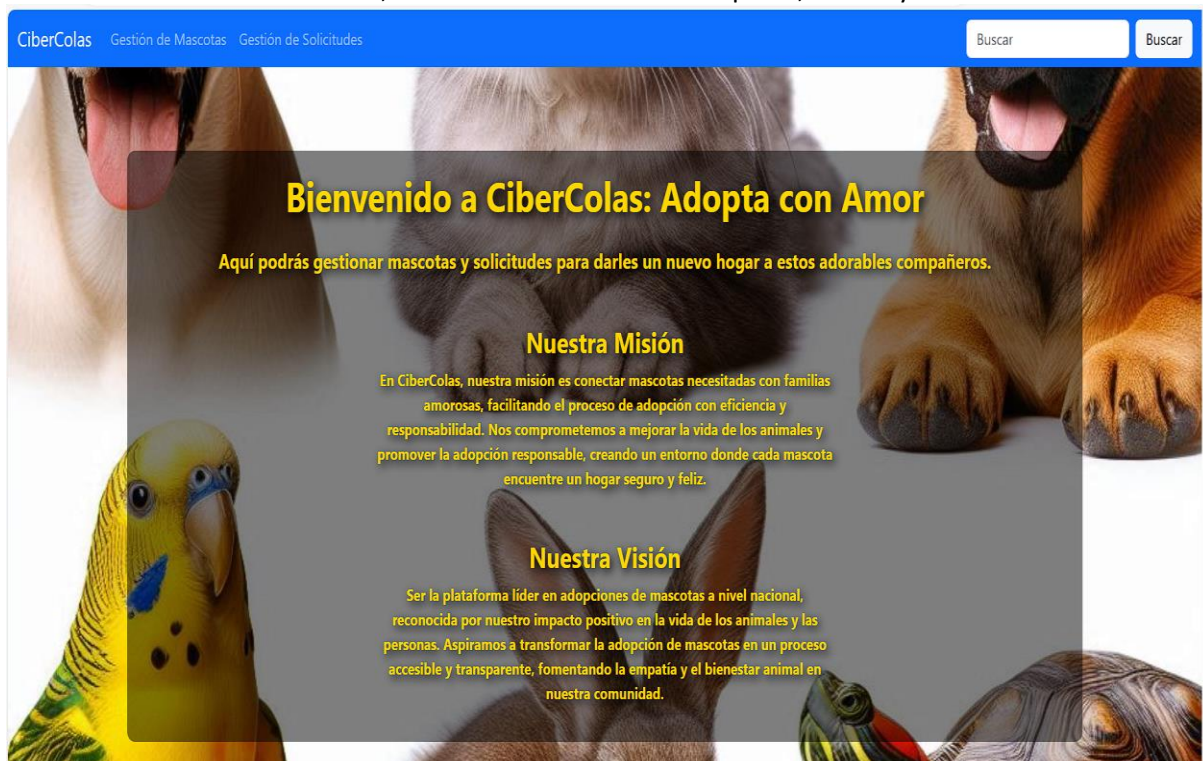 CiberColas Gestión de Mascotas Gestión de Solicitudes Buscar Buscar
Bienvenido a CiberColas: Adopta con Amor
Aquí podrás gestionar mascotas y solicitudes para darles un nuevo hogar a estos adorables compañeros.
Nuestra Misión
En CiberColas, nuestra misión es conectar mascotas necesitadas con familias
amorosas, facilitando el proceso de adopción con eficiencia y
responsabilidad. Nos comprometemos a mejorar la vida de los animales y
promover la adopción responsable, creando un entorno donde cada mascota
encuentre un hogar seguro y feliz.
Nuestra Visión
Ser la plataforma líder en adopciones de mascotas a nivel nacional,
reconocida por nuestro impacto positivo en la vida de los animales y las
personas. Aspiramos a transformar la adopción de mascotas en un proceso
accesible y transparente, fomentando la empatía y el bienestar animal en
nuestra comunidad.